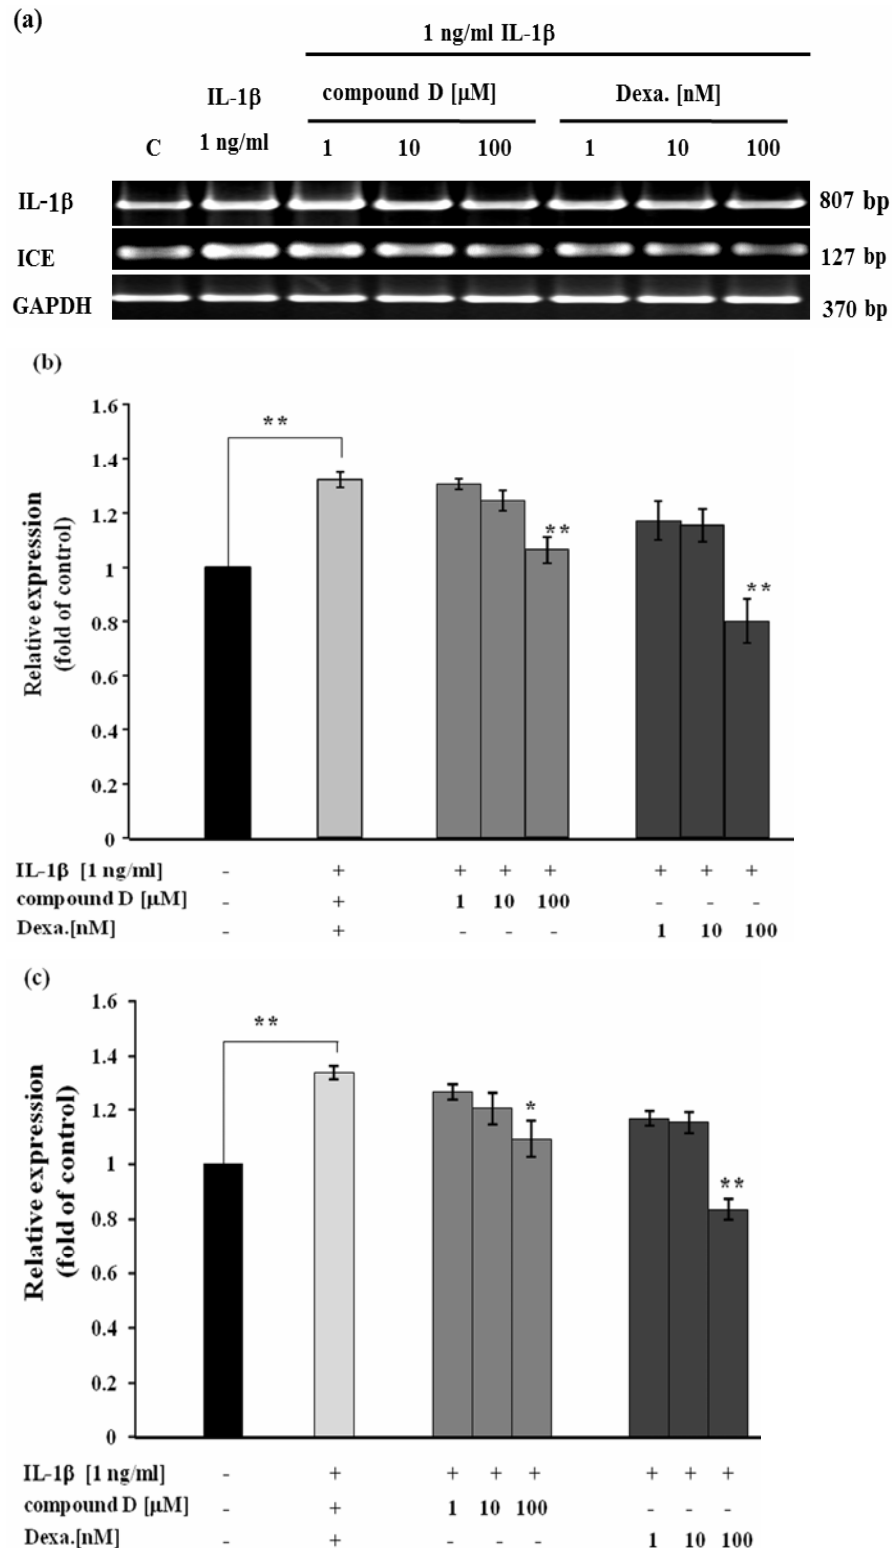 (a)
1 ng/ml IL-1β
IL-1β compound D [μM] Dexa. [nM]
C 1 ng/ml 1 10 100 1 10 100
IL-1β 807 bp
ICE 127 bp
GAPDH 370 bp
(b)
1.6
**
1.4
1.2
**
1
**
0.8
0.6
0.4
0.2
0
Relative expression
(fold of control)
IL-1β [1 ng/ml] - + + + + + + +
compound D [μM] - + 1 10 100 - - -
Dexa.[nM] - + - - - 1 10 100
(c)
1.6
**
1.4
1.2
*
1
**
0.8
0.6
0.4
0.2
0
Relative expression
(fold of control)
IL-1β [1 ng/ml] - + + + + + + +
compound D [μM] - + 1 10 100 - - -
Dexa.[nM] - + - - - 1 10 100